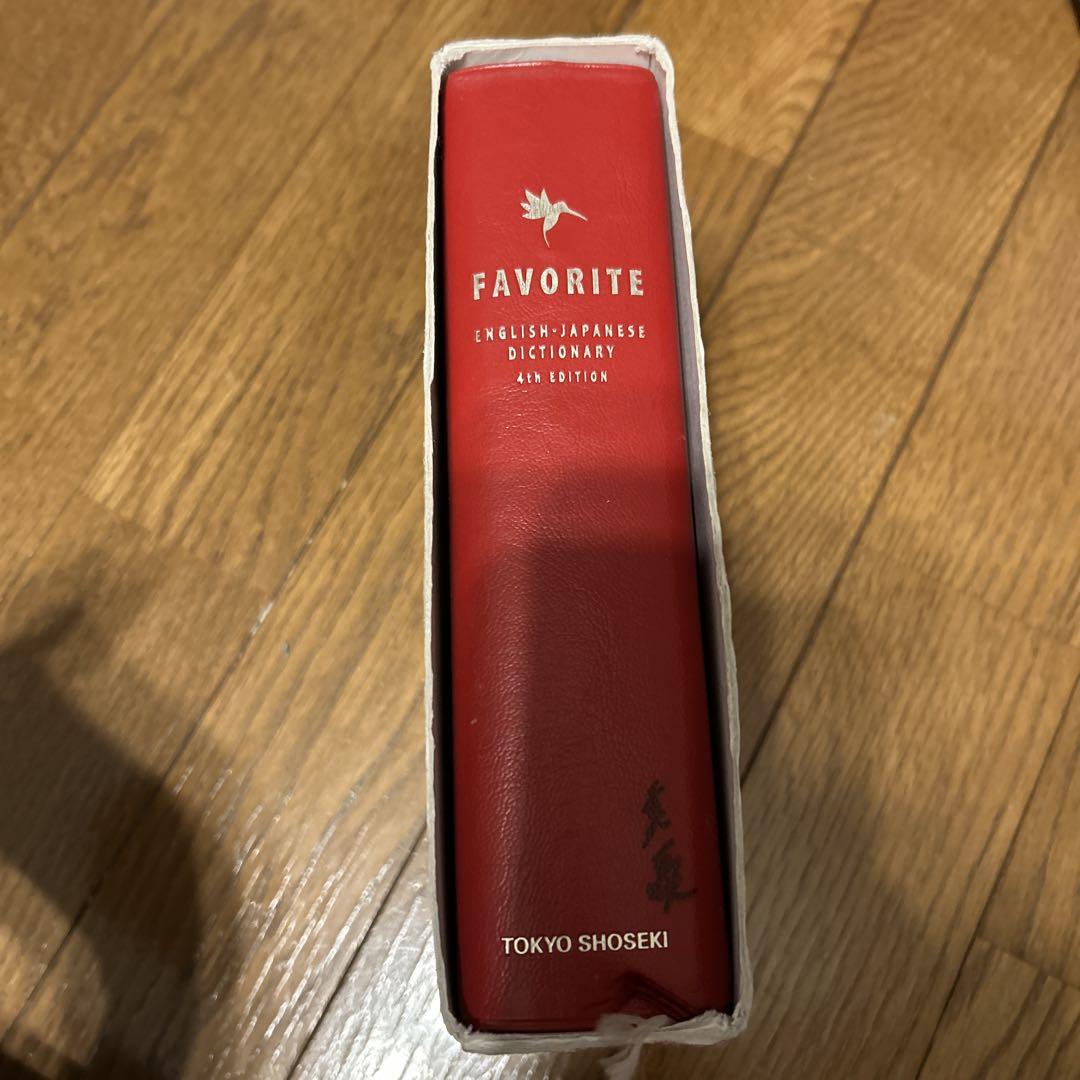 FAVORITE
ENGLISH-JAPANESE
DICTIONARY
4th EDITION
TOKYO SHOSEKI